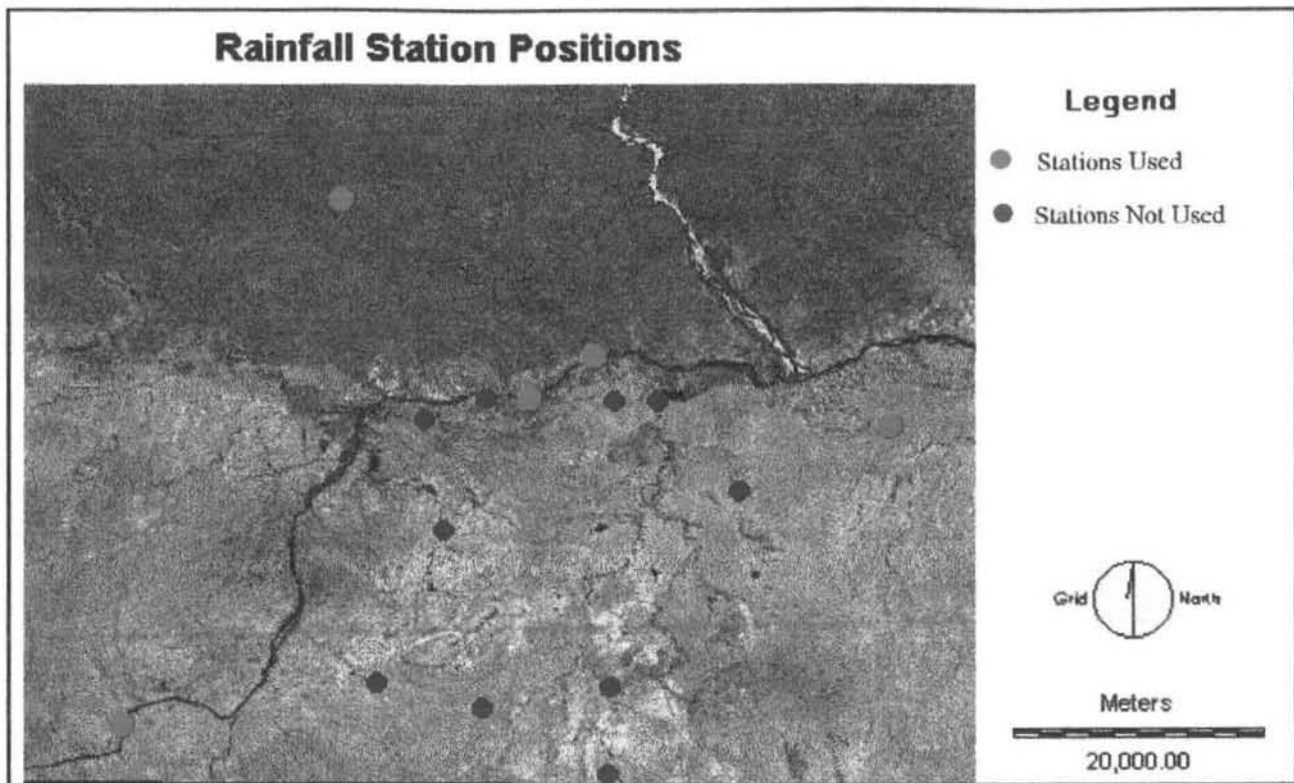 Rainfall Station Positions
Legend
Stations Used
Stations Not Used
Grid North
Meters
20,000.00